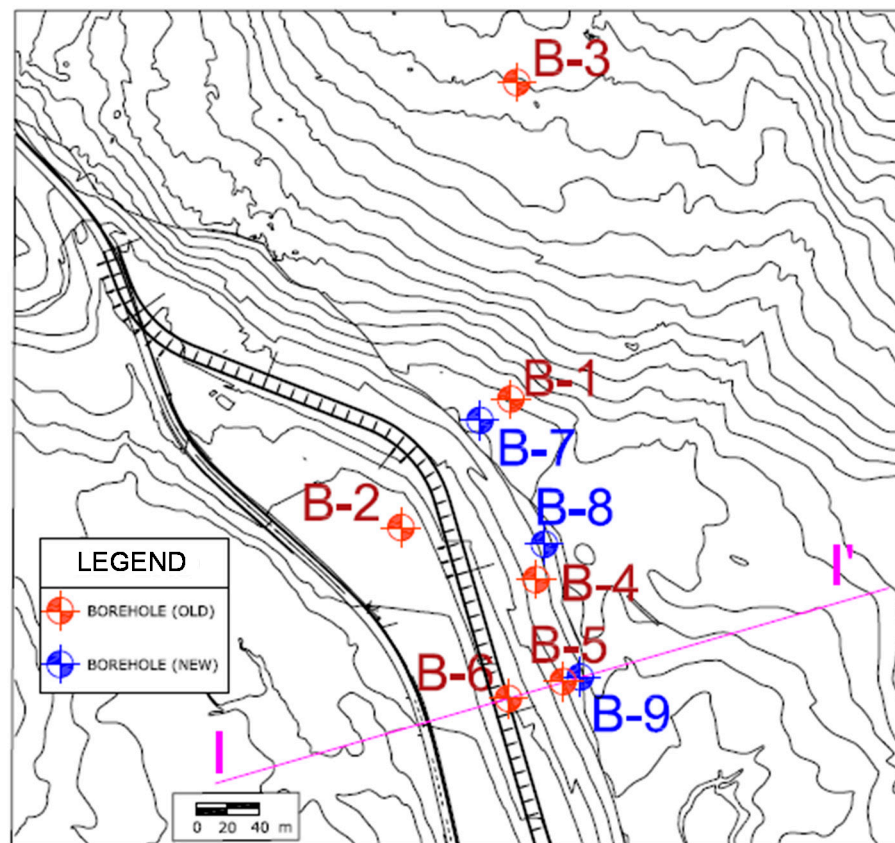 B-3
B-1
B-7
B-2
B-8
LEGEND
I'
B-4
BOREHOLE (OLD)
B-5
BOREHOLE (NEW)
B-6
B-9
I
0 20 40 m